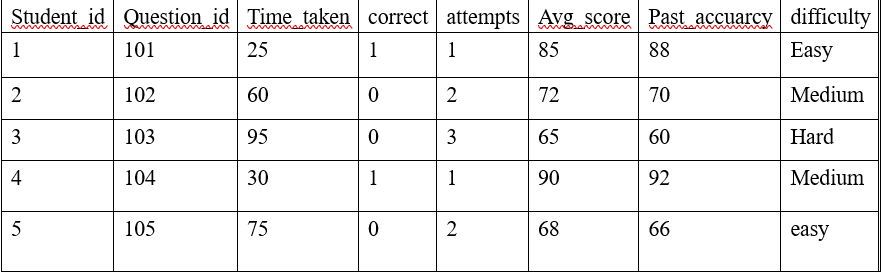 Student_id Question_id Time_taken correct attempts Avg_score Past_accuarcy difficulty
1 101 25 1 1 85 88 Easy
2 102 60 0 2 72 70 Medium
3 103 95 0 3 65 60 Hard
4 104 30 1 1 90 92 Medium
5 105 75 0 2 68 66 easy